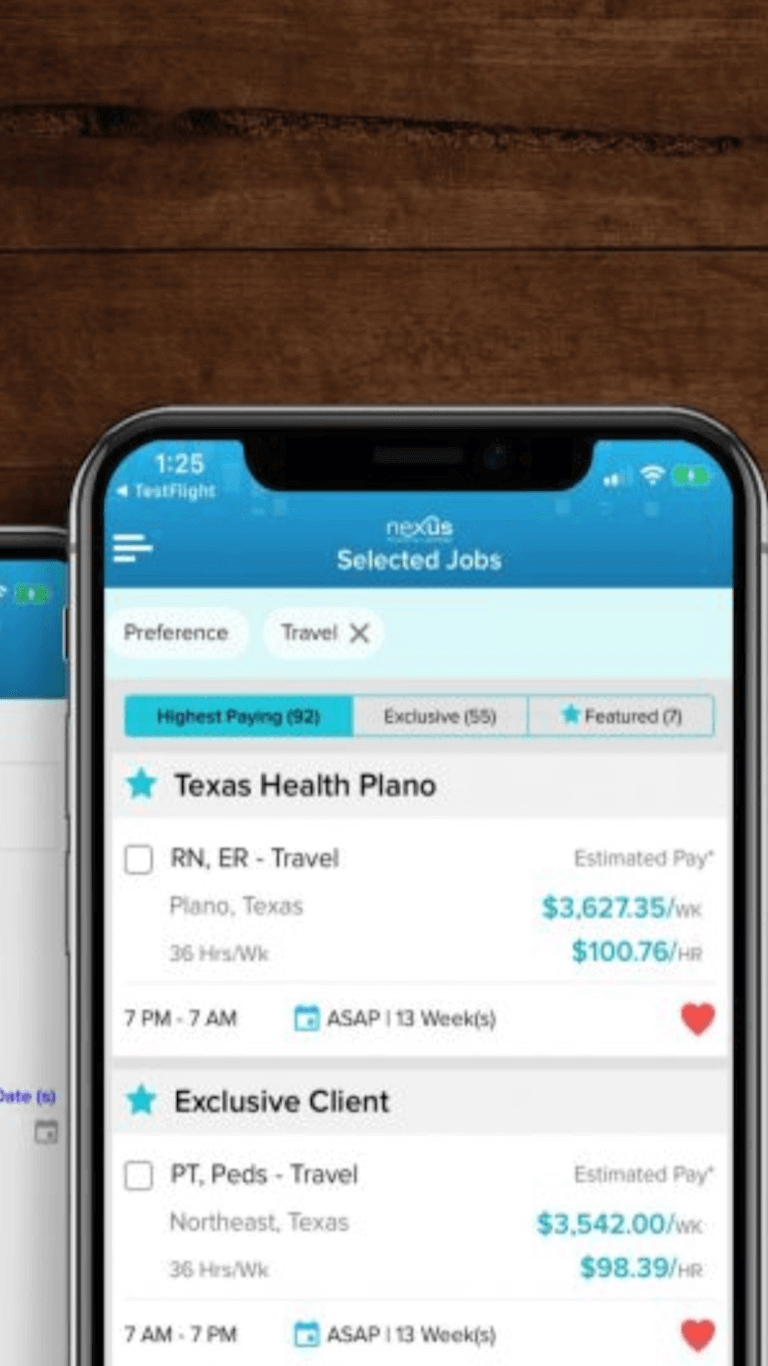 1:25
TestFlight
nexus
Selected Jobs
Preference
Travel
Highest Paying (92)
Exclusive (55)
Featured (7)
Texas Health Plano
RN, ER - Travel
Estimated Pay*
Plano, Texas
$3,627.35/WK
36 Hrs/Wk
$100.76/HR
7 PM - 7 AM
ASAP | 13 Week(s)
Date (s)
Exclusive Client
PT, Peds - Travel
Estimated Pay*
Northeast, Texas
$3,542.00/WK
36 Hrs/Wk
$98.39/HR
7 AM - 7 PM
ASAP | 13 Week(s)